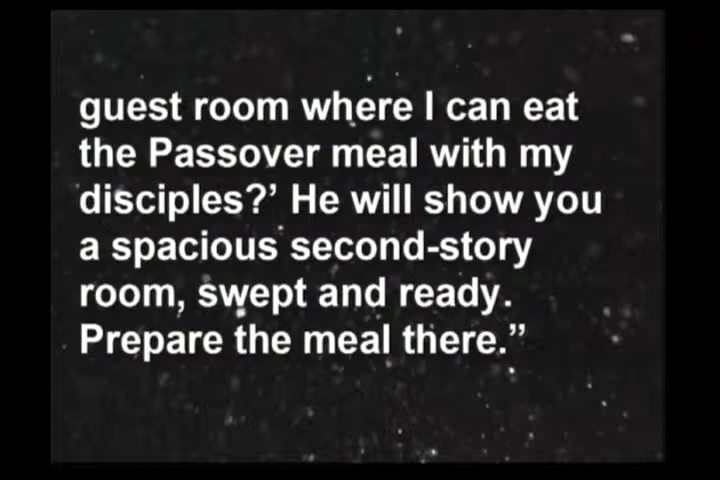 guest room where I can eat
the Passover meal with my
disciples?’ He will show you
a spacious second-story
room, swept and ready.
Prepare the meal there.”